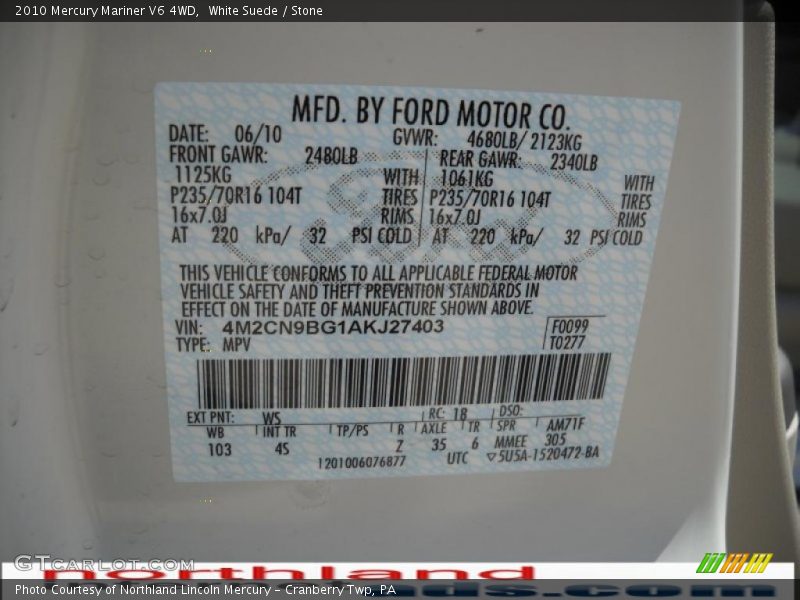 2010 Mercury Mariner V6 4WD,  White Suede / Stone
MFD. BY FORD MOTOR CO.
DATE: 06/10 GVWR: 4680LB/ 2123KG
FRONT GAWR: 2480LB REAR GAWR: 2340LB
1125KG WITH 1061KG WITH
P235/70R16 104T TIRES P235/70R16 104T TIRES
16x7.0J RIMS 16x7.0J RIMS
AT 220 kPa/ 32 PSI COLD AT 220 kPa/ 32 PSI COLD
THIS VEHICLE CONFORMS TO ALL APPLICABLE FEDERAL MOTOR
VEHICLE SAFETY AND THEFT PREVENTION STANDARDS IN
EFFECT ON THE DATE OF MANUFACTURE SHOWN ABOVE.
VIN: 4M2CN9BG1AKJ27403 F0099
TYPE: MPV T0277
EXT PNT: WS RC: 18 DSO:
WB INT TR TP/PS R AXLE TR SPR AM71F
103 4S Z 35 6 MMEE 305
1201006076877 UTC ▽5U5A-1520472-BA
GTCarLot.com
northland
Photo Courtesy of Northland Lincoln Mercury - Cranberry Twp, PA